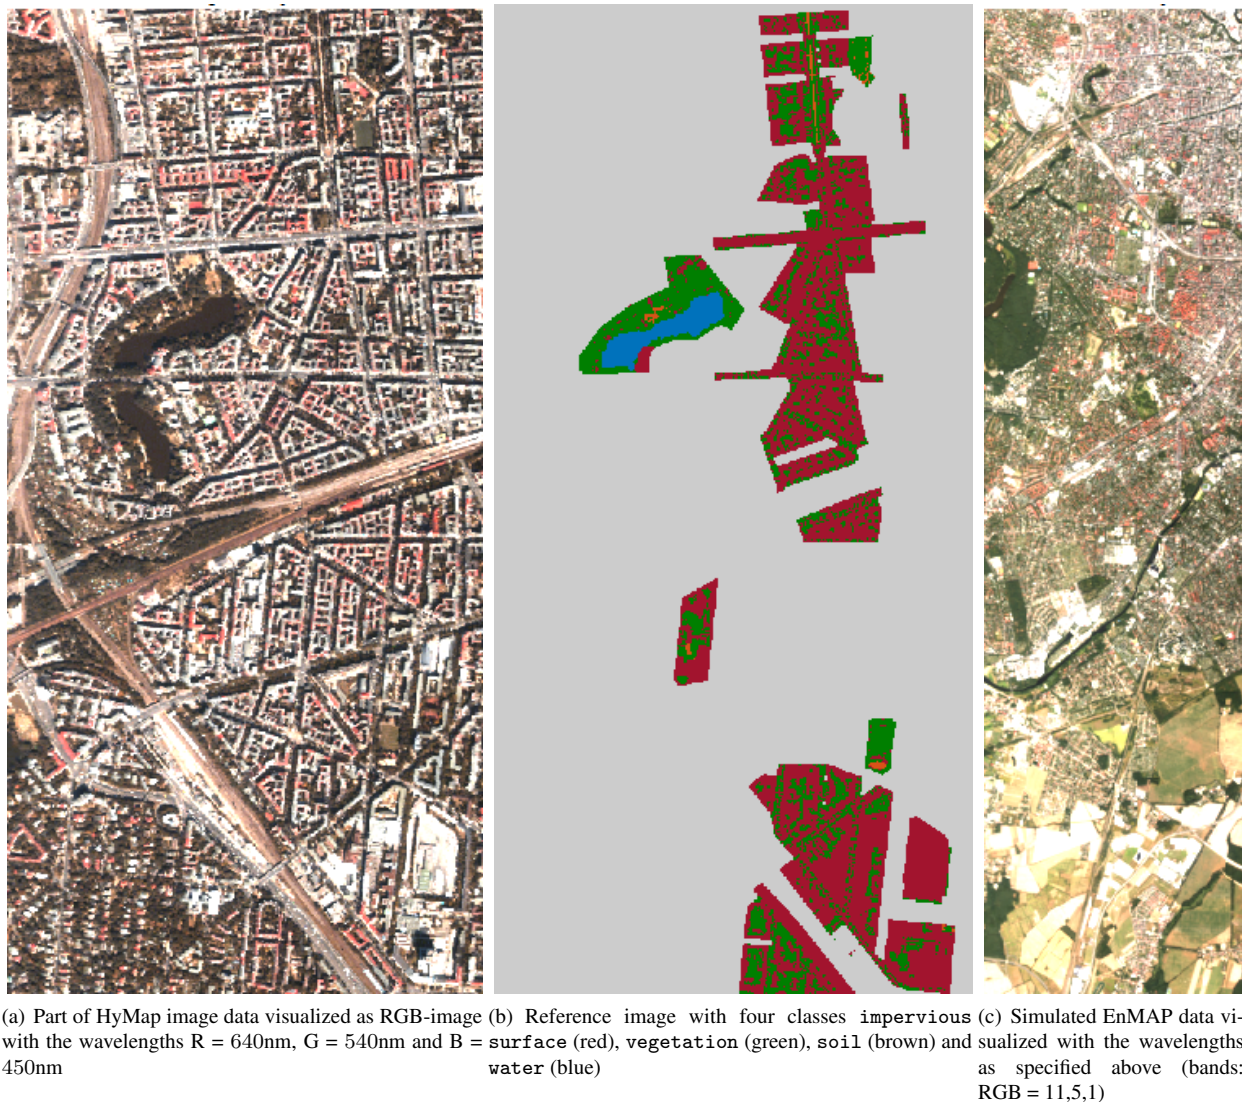 (a) Part of HyMap image data visualized as RGB-image
with the wavelengths R = 640nm, G = 540nm and B =
450nm
(b) Reference image with four classes impervious
surface (red), vegetation (green), soil (brown) and
water (blue)
(c) Simulated EnMAP data vi-
sualized with the wavelengths
as specified above (bands:
RGB = 11,5,1)